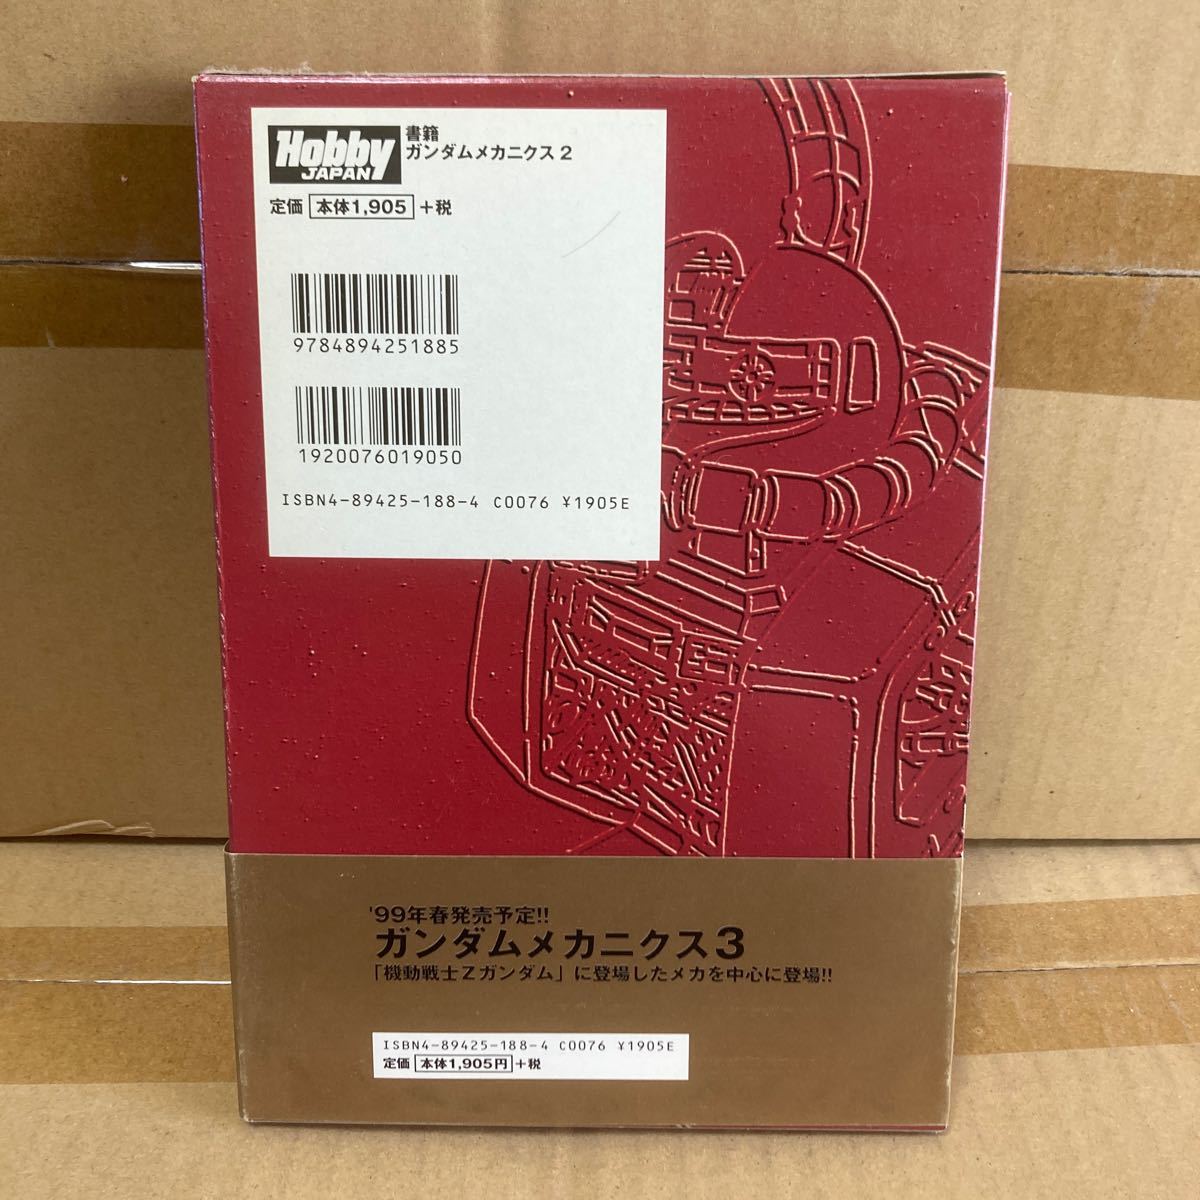 Hobby
JAPAN
書籍
ガンダムメカニクス2
定価 本体1,905 +税
9784894251885
1920076019050
ISBN4-89425-188-4 C0076 ¥1905E
'99年春発売予定!!
ガンダムメカニクス3
「機動戦士Zガンダム」に登場したメカを中心に登場!!
ISBN4-89425-188-4 C0076 ¥1905E
定価 本体1,905円 +税